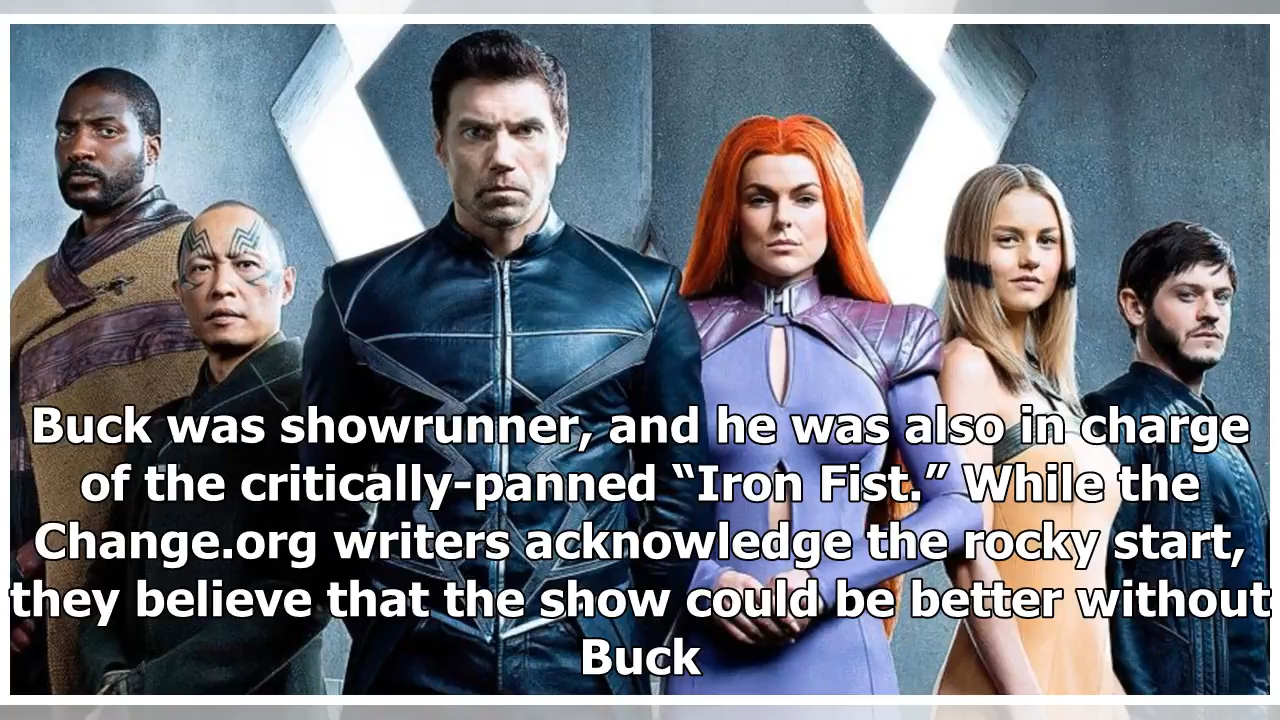 Buck was showrunner, and he was also in charge
of the critically-panned “Iron Fist.” While the
Change.org writers acknowledge the rocky start,
they believe that the show could be better without
Buck